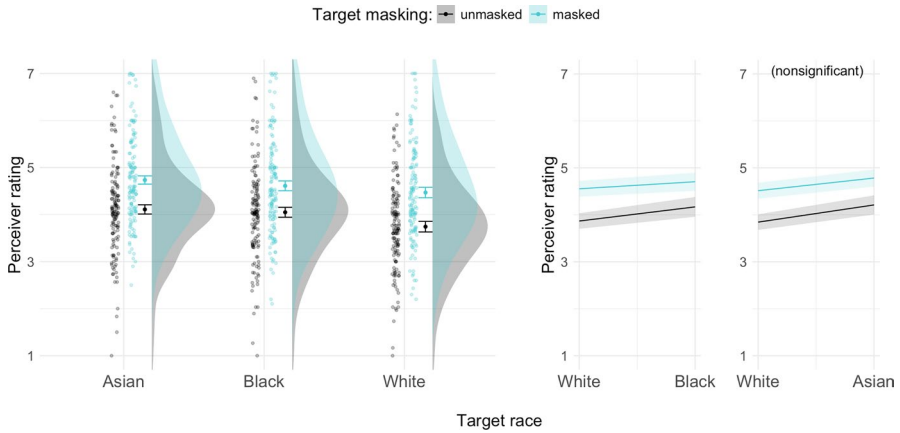 Target masking: unmasked masked
Perceiver rating
7
5
3
1
Asian Black White
Perceiver rating
7
5
3
1
White Black
(nonsignificant)
7
5
3
1
White Asian
Target race